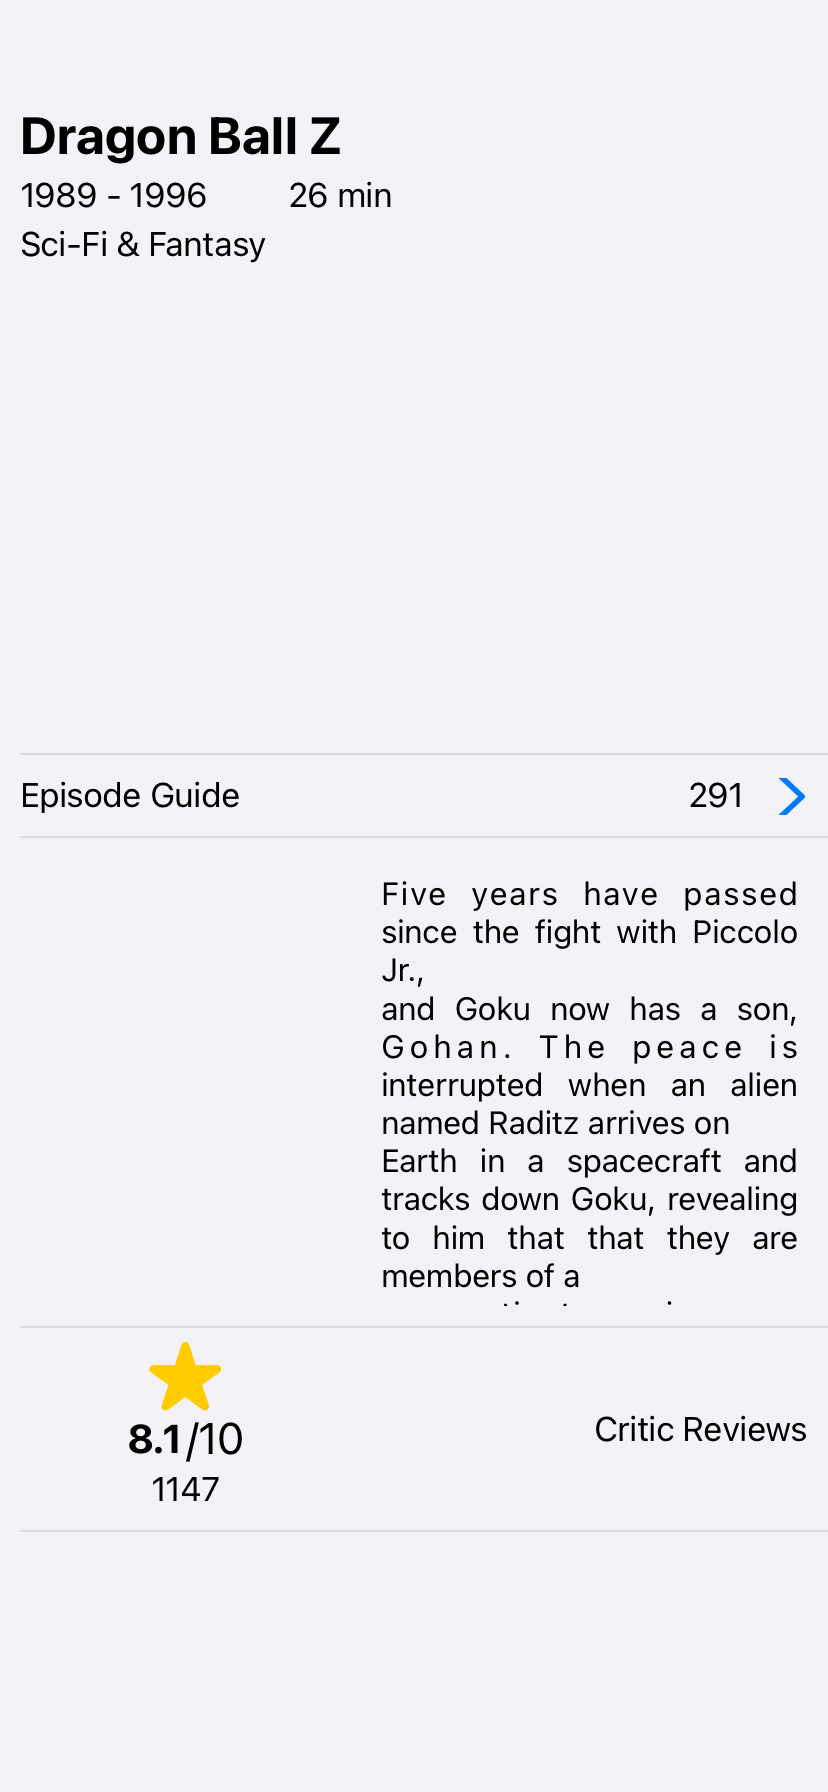 Dragon Ball Z
1989 - 1996 26 min
Sci-Fi & Fantasy
Episode Guide 291
Five years have passed
since the fight with Piccolo
Jr.,
and Goku now has a son,
Gohan. The peace is
interrupted when an alien
named Raditz arrives on
Earth in a spacecraft and
tracks down Goku, revealing
to him that that they are
members of a
8.1/10
Critic Reviews
1147